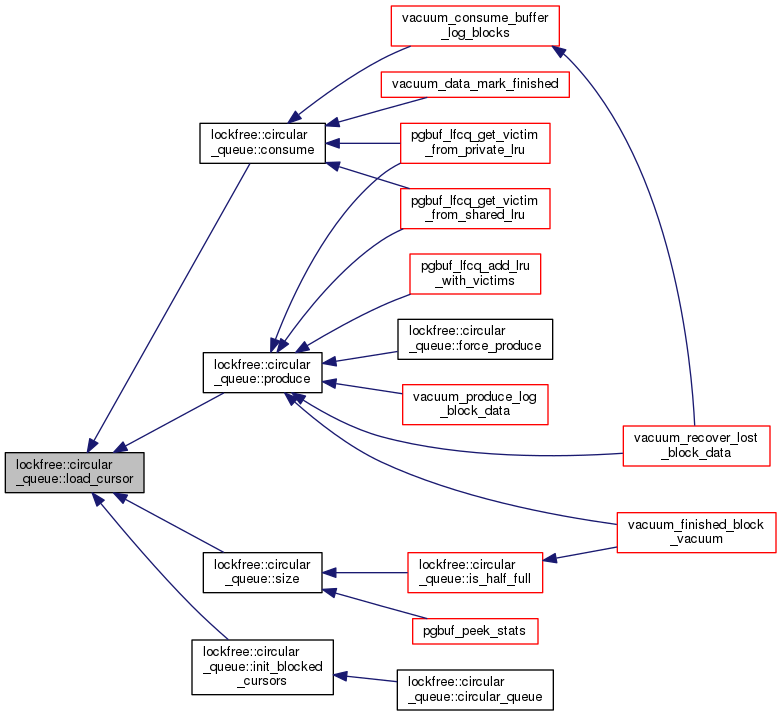 vacuum_consume_buffer
_log_blocks
vacuum_data_mark_finished
lockfree::circular
_queue::consume
pgbuf_lfcq_get_victim
_from_private_lru
pgbuf_lfcq_get_victim
_from_shared_lru
pgbuf_lfcq_add_lru
_with_victims
lockfree::circular
_queue::force_produce
lockfree::circular
_queue::produce
vacuum_produce_log
_block_data
vacuum_recover_lost
_block_data
lockfree::circular
_queue::load_cursor
vacuum_finished_block
_vacuum
lockfree::circular
_queue::size
lockfree::circular
_queue::is_half_full
pgbuf_peek_stats
lockfree::circular
_queue::init_blocked
_cursors
lockfree::circular
_queue::circular_queue